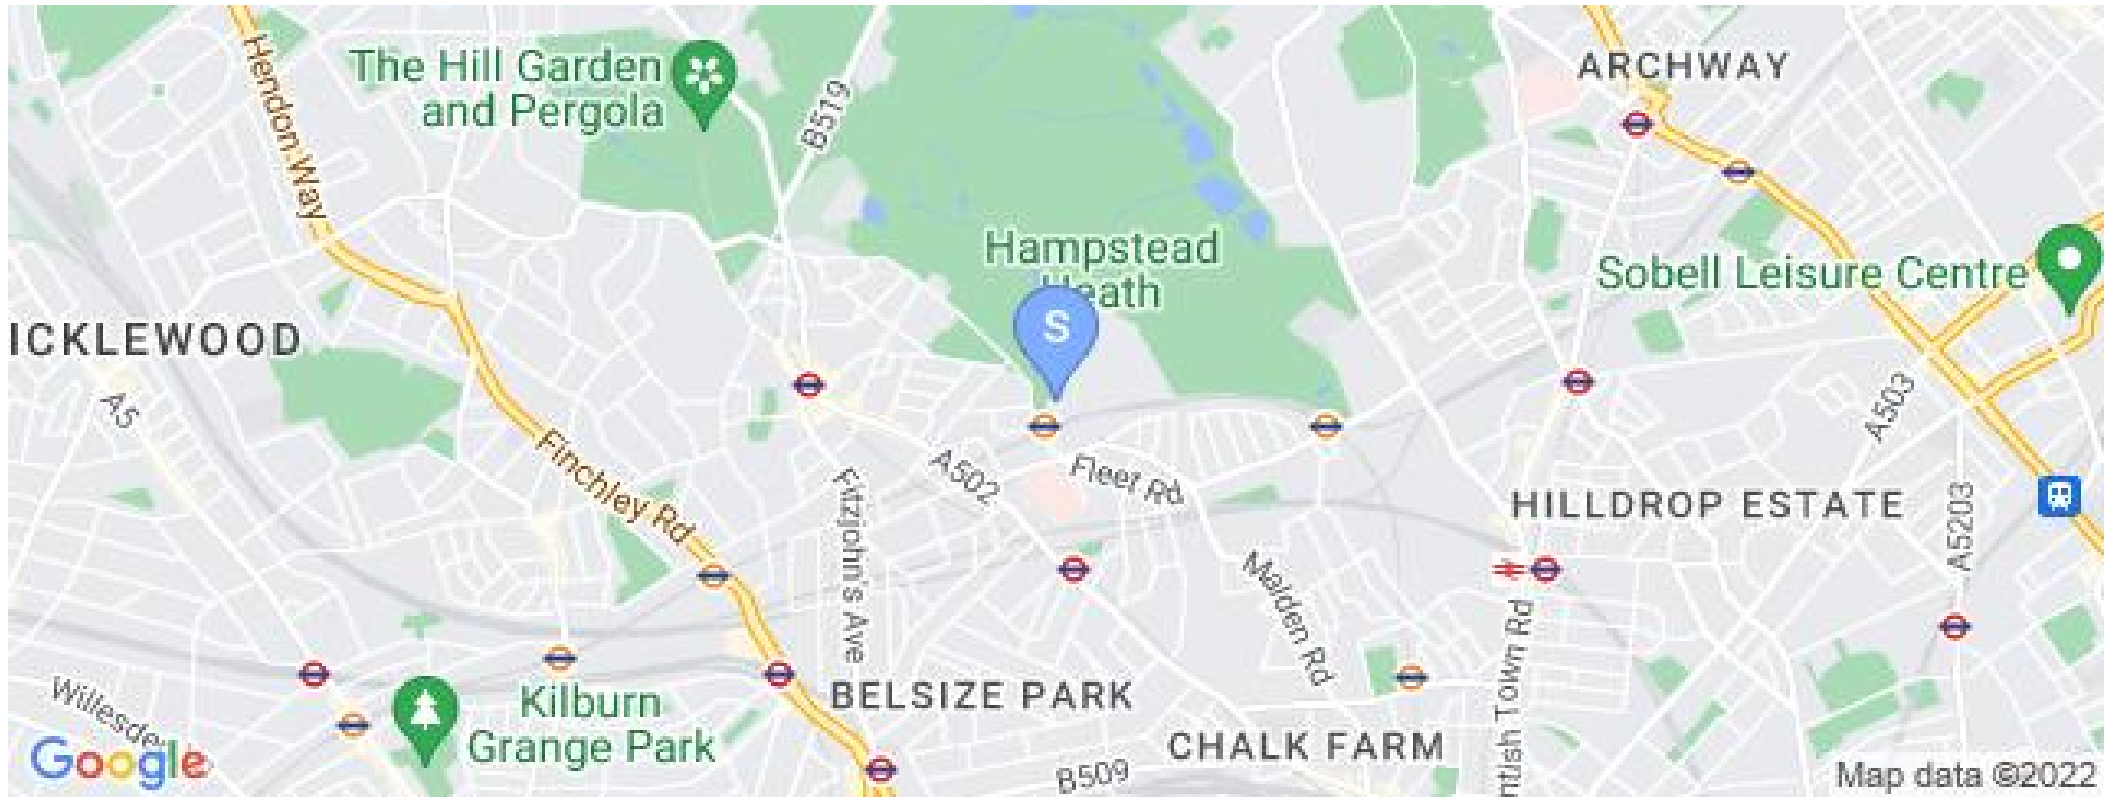 Hendon Way
The Hill Garden
and Pergola
B519
ARCHWAY
Hampstead
Heath
S
Sobell Leisure Centre
ICKLEWOOD
A5
A503
Finchley Rd
A502
Fleet Rd
Fitzjohn's Ave
HILLDROP ESTATE
A5203
Malden Rd
ntish Town Rd
Willesde
Kilburn
Grange Park
BELSIZE PARK
CHALK FARM
B509
Google
Map data ©2022